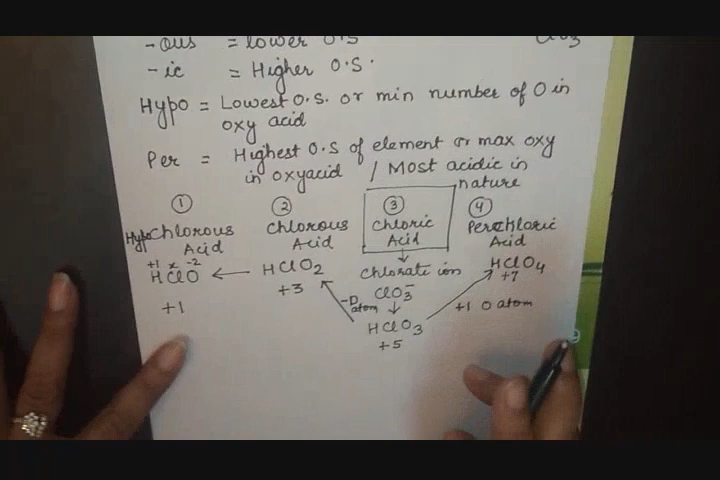 -ous = lower O.S
ClO3
-ic = Higher O.S.
Hypo = Lowest O.S. or min number of O in
oxy acid
Per = Highest O.S of element or max oxy
in oxyacid / Most acidic in
nature
1 2 3 4
HypoChlorous Chlorous Chloric Perchloric
Acid Acid Acid Acid
+1 x -2
HClO ← HClO2 Chlorate ion HClO4
+1 +3 ClO3- +7
-O atom +1 O atom
HClO3
+5